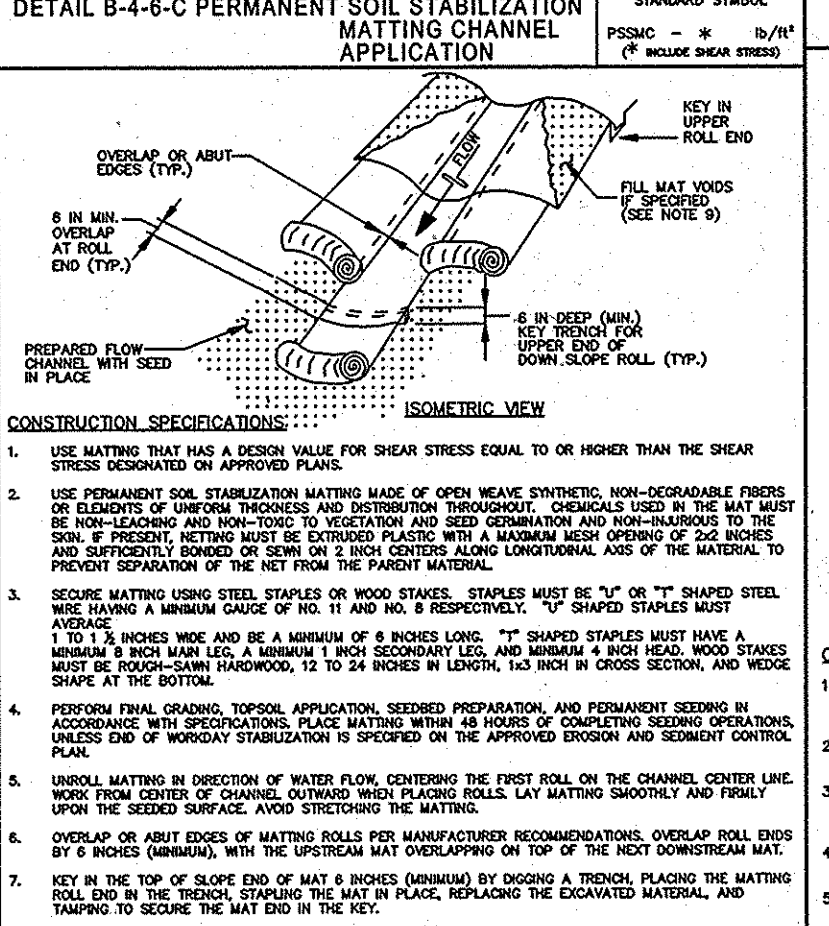 DETAIL B-4-6-C PERMANENT SOIL STABILIZATION
MATTING CHANNEL
APPLICATION
STANDARD SYMBOL
PSSMC - * lb/ft²
(* INCLUDE SHEAR STRESS)
KEY IN
UPPER
ROLL END
OVERLAP OR ABUT
EDGES (TYP.)
FLOW
FILL MAT VOIDS
IF SPECIFIED
(SEE NOTE 9)
6 IN MIN.
OVERLAP
AT ROLL
END (TYP.)
6 IN DEEP (MIN.)
KEY TRENCH FOR
UPPER END OF
DOWN SLOPE ROLL (TYP.)
PREPARED FLOW
CHANNEL WITH SEED
IN PLACE
ISOMETRIC VIEW
CONSTRUCTION SPECIFICATIONS:
1. USE MATTING THAT HAS A DESIGN VALUE FOR SHEAR STRESS EQUAL TO OR HIGHER THAN THE SHEAR
STRESS DESIGNATED ON APPROVED PLANS.
2. USE PERMANENT SOIL STABILIZATION MATTING MADE OF OPEN WEAVE SYNTHETIC, NON-DEGRADABLE FIBERS
OR ELEMENTS OF UNIFORM THICKNESS AND DISTRIBUTION THROUGHOUT. CHEMICALS USED IN THE MAT MUST
BE NON-LEACHING AND NON-TOXIC TO VEGETATION AND SEED GERMINATION AND NON-INJURIOUS TO THE
SKIN. IF PRESENT, NETTING MUST BE EXTRUDED PLASTIC WITH A MAXIMUM MESH OPENING OF 2x2 INCHES
AND SUFFICIENTLY BONDED OR SEWN ON 2 INCH CENTERS ALONG LONGITUDINAL AXIS OF THE MATERIAL TO
PREVENT SEPARATION OF THE NET FROM THE PARENT MATERIAL.
3. SECURE MATTING USING STEEL STAPLES OR WOOD STAKES. STAPLES MUST BE "U" OR "T" SHAPED STEEL
WIRE HAVING A MINIMUM GAUGE OF NO. 11 AND NO. 8 RESPECTIVELY. "U" SHAPED STAPLES MUST
AVERAGE
1 TO 1 ½ INCHES WIDE AND BE A MINIMUM OF 6 INCHES LONG. "T" SHAPED STAPLES MUST HAVE A
MINIMUM 8 INCH MAIN LEG, A MINIMUM 1 INCH SECONDARY LEG, AND MINIMUM 4 INCH HEAD. WOOD STAKES
MUST BE ROUGH-SAWN HARDWOOD, 12 TO 24 INCHES IN LENGTH, 1x3 INCH IN CROSS SECTION, AND WEDGE
SHAPE AT THE BOTTOM.
4. PERFORM FINAL GRADING, TOPSOIL APPLICATION, SEEDBED PREPARATION, AND PERMANENT SEEDING IN
ACCORDANCE WITH SPECIFICATIONS. PLACE MATTING WITHIN 48 HOURS OF COMPLETING SEEDING OPERATIONS,
UNLESS END OF WORKDAY STABILIZATION IS SPECIFIED ON THE APPROVED EROSION AND SEDIMENT CONTROL
PLAN.
5. UNROLL MATTING IN DIRECTION OF WATER FLOW, CENTERING THE FIRST ROLL ON THE CHANNEL CENTER LINE.
WORK FROM CENTER OF CHANNEL OUTWARD WHEN PLACING ROLLS. LAY MATTING SMOOTHLY AND FIRMLY
UPON THE SEEDED SURFACE. AVOID STRETCHING THE MATTING.
6. OVERLAP OR ABUT EDGES OF MATTING ROLLS PER MANUFACTURER RECOMMENDATIONS. OVERLAP ROLL ENDS
BY 6 INCHES (MINIMUM), WITH THE UPSTREAM MAT OVERLAPPING ON TOP OF THE NEXT DOWNSTREAM MAT.
7. KEY IN THE TOP OF SLOPE END OF MAT 6 INCHES (MINIMUM) BY DIGGING A TRENCH, PLACING THE MATTING
ROLL END IN THE TRENCH, STAPLING THE MAT IN PLACE, REPLACING THE EXCAVATED MATERIAL, AND
TAMPING TO SECURE THE MAT END IN THE KEY.
1
2
3
4
5